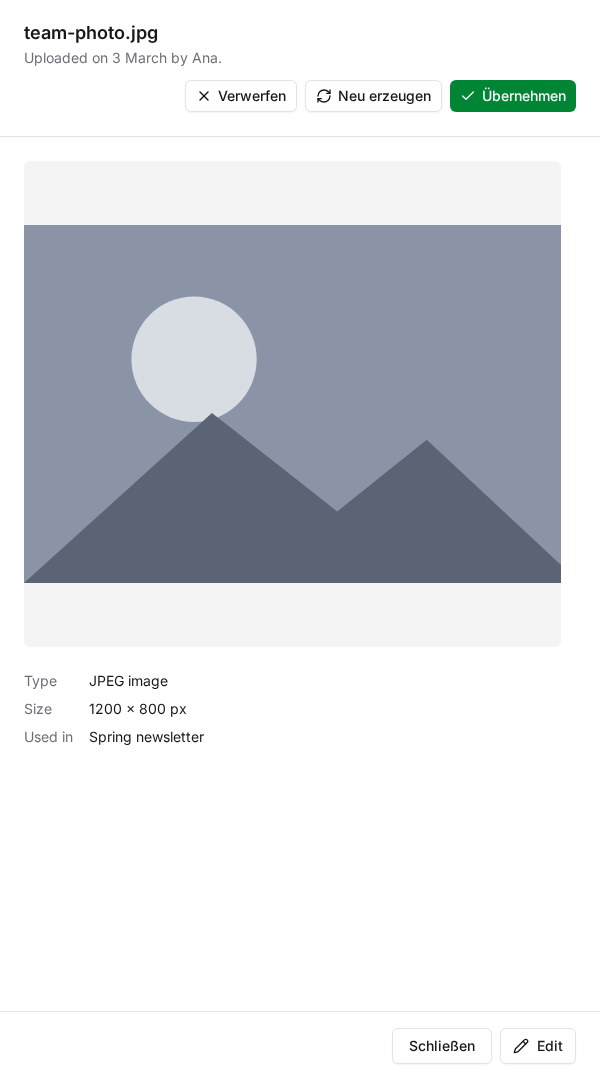 team-photo.jpg
Uploaded on 3 March by Ana.
Verwerfen
Neu erzeugen
Übernehmen
Type JPEG image
Size 1200 × 800 px
Used in Spring newsletter
Schließen
Edit